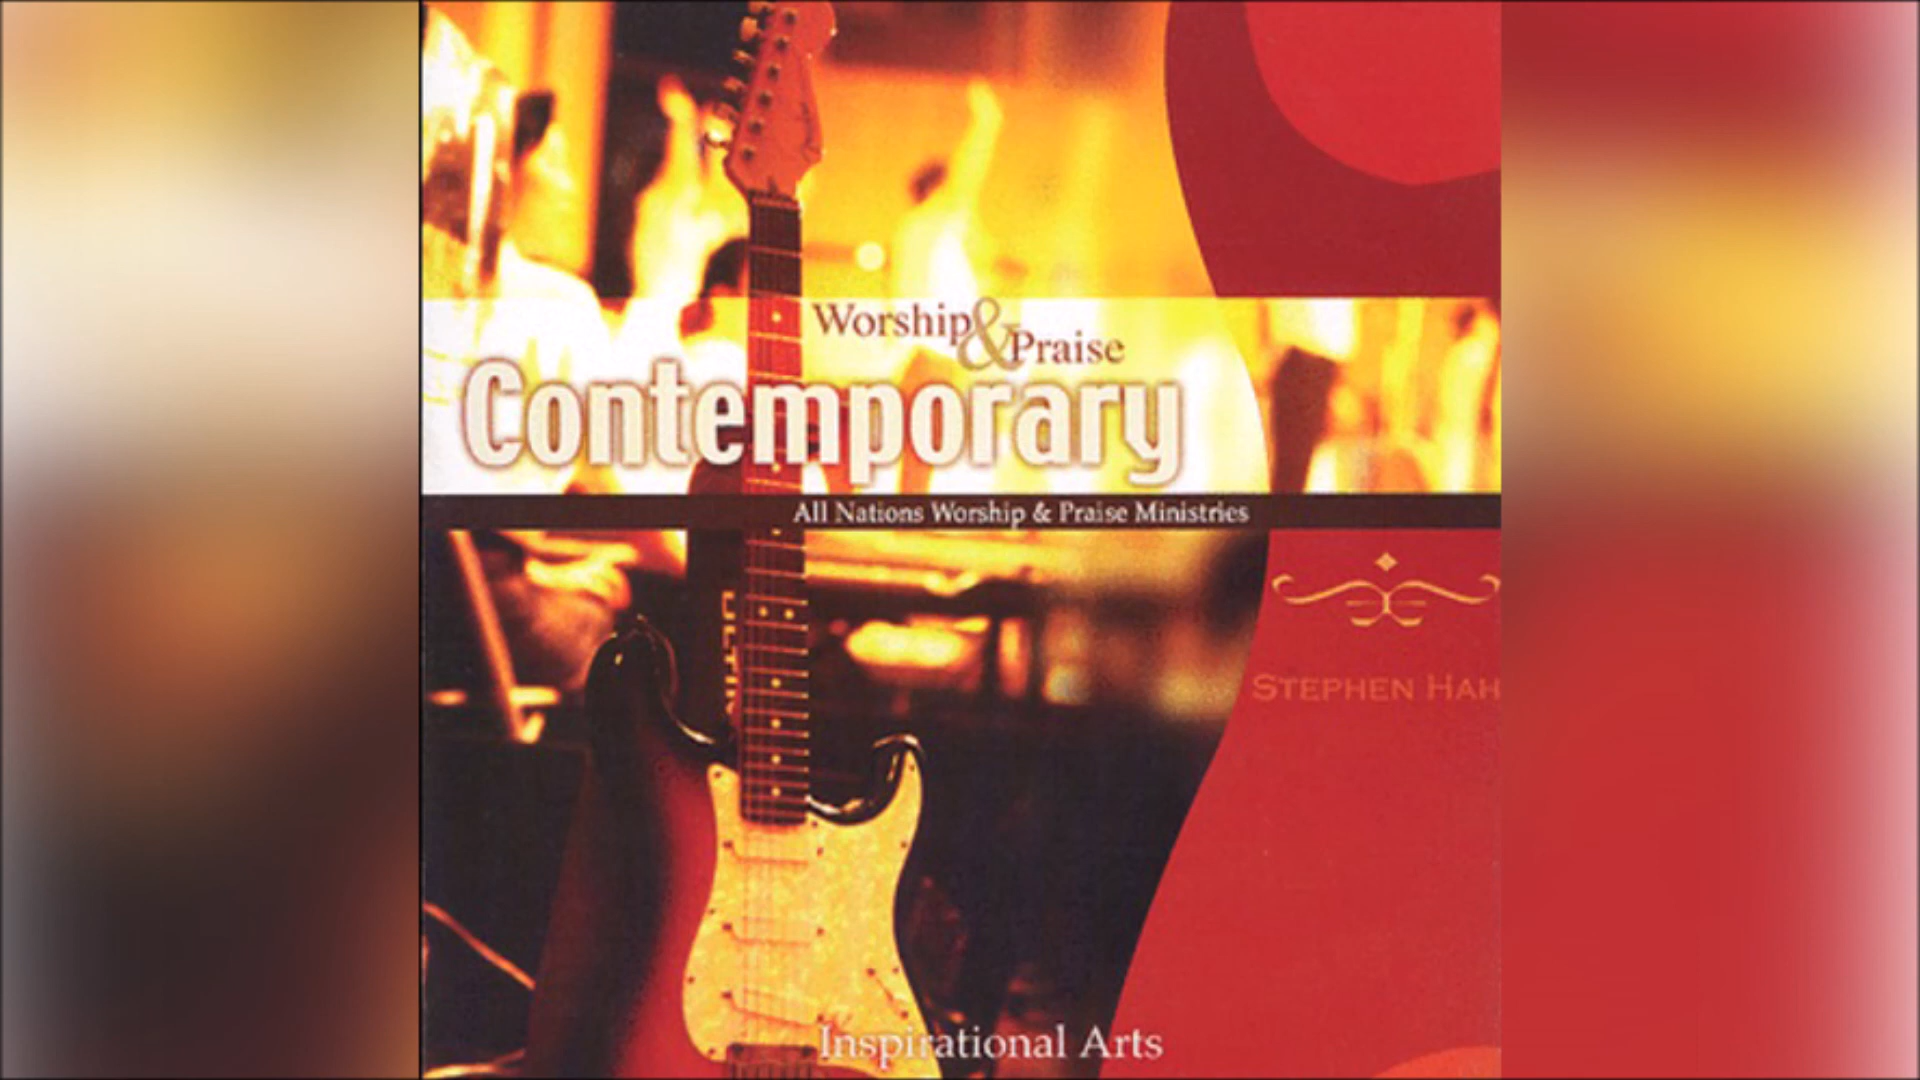 Worship & Praise
Contemporary
All Nations Worship & Praise Ministries
STEPHEN HAH
Inspirational Arts